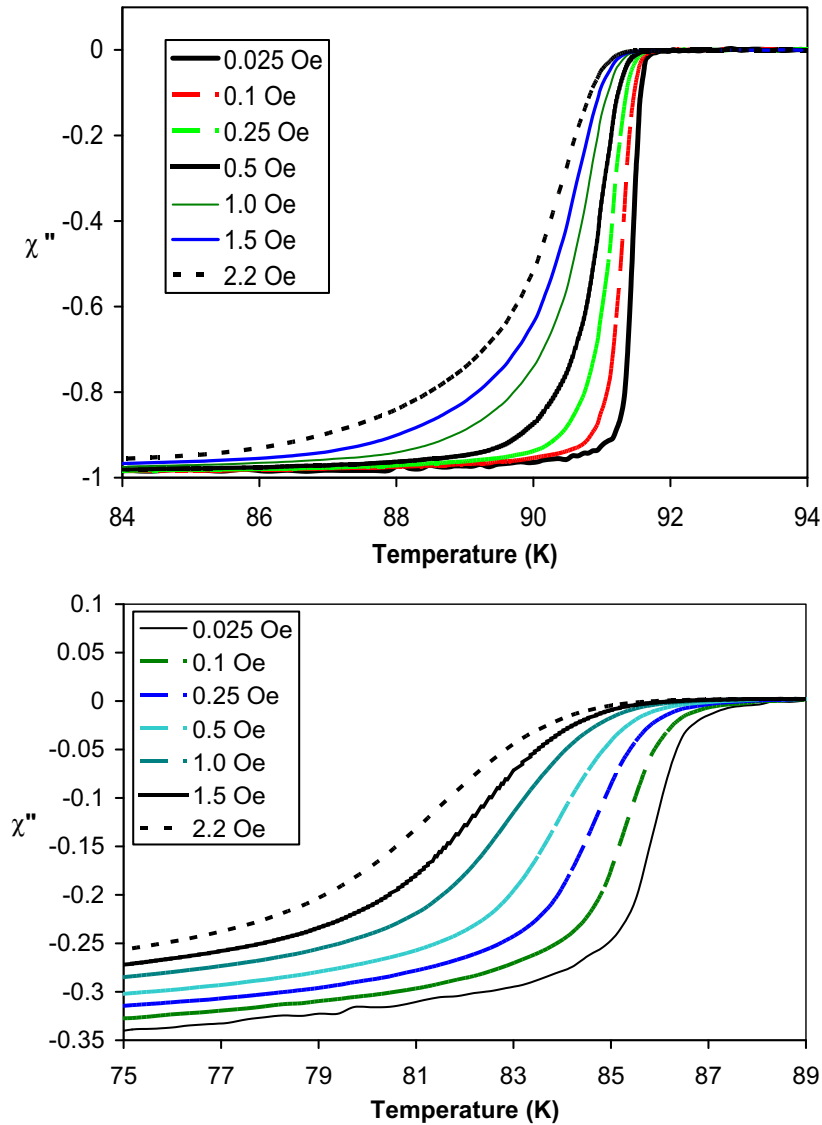 0
-0.2
-0.4
-0.6
-0.8
-1
χ"
0.025 Oe
0.1 Oe
0.25 Oe
0.5 Oe
1.0 Oe
1.5 Oe
2.2 Oe
84 86 88 90 92 94
Temperature (K)
0.1
0.05
0
-0.05
-0.1
-0.15
-0.2
-0.25
-0.3
-0.35
χ"
0.025 Oe
0.1 Oe
0.25 Oe
0.5 Oe
1.0 Oe
1.5 Oe
2.2 Oe
75 77 79 81 83 85 87 89
Temperature (K)